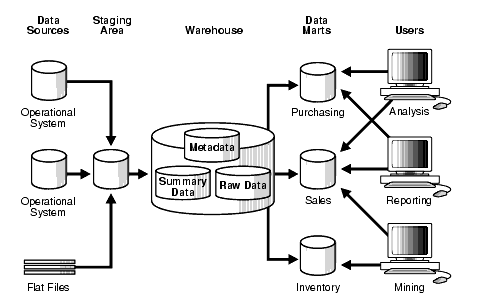 Data Sources
Staging Area
Warehouse
Data Marts
Users
Operational System
Purchasing
Analysis
Metadata
Summary Data
Raw Data
Operational System
Sales
Reporting
Flat Files
Inventory
Mining